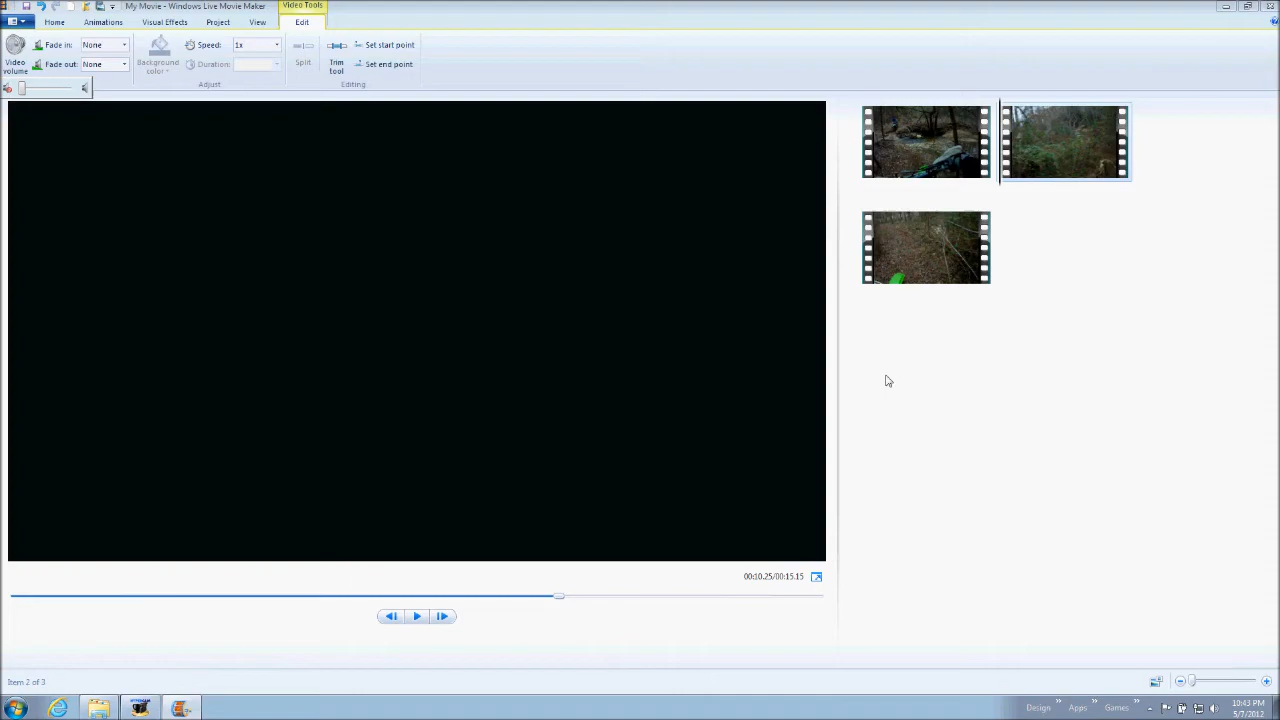 My Movie - Windows Live Movie Maker
Video Tools
Home
Animations
Visual Effects
Project
View
Edit
Video volume
Fade in: None
Fade out: None
Background color
Speed: 1x
Duration:
Adjust
Split
Trim tool
Set start point
Set end point
Editing
00:10.25/00:15.15
Item 2 of 3
Design
Apps
Games
10:43 PM
5/7/2012